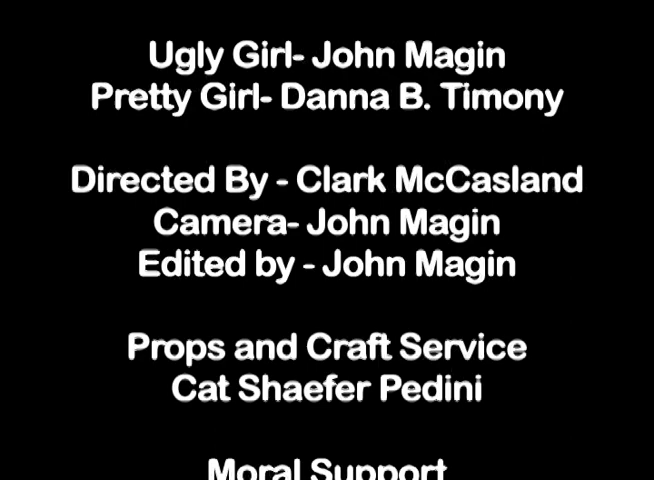 Ugly Girl- John Magin
Pretty Girl- Danna B. Timony
Directed By - Clark McCasland
Camera- John Magin
Edited by - John Magin
Props and Craft Service
Cat Shaefer Pedini
Moral Support